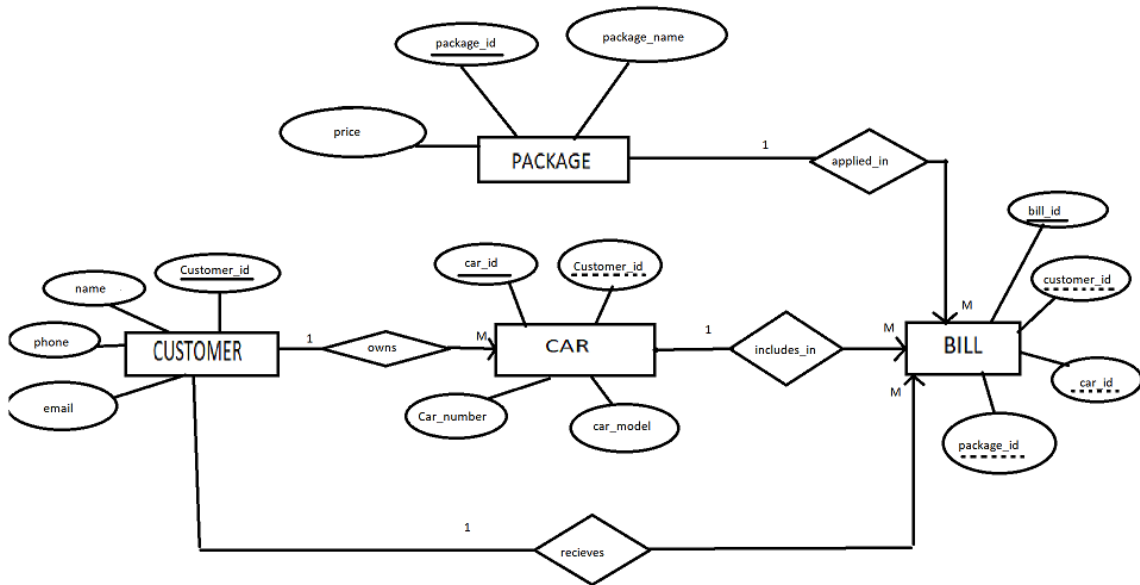 package_id
package_name
price
PACKAGE
1
applied_in
bill_id
Customer_id
car_id
Customer_id
customer_id
name
M
phone
CUSTOMER
1
owns
M
CAR
1
includes_in
M
BILL
car_id
M
email
Car_number
car_model
package_id
1
recieves